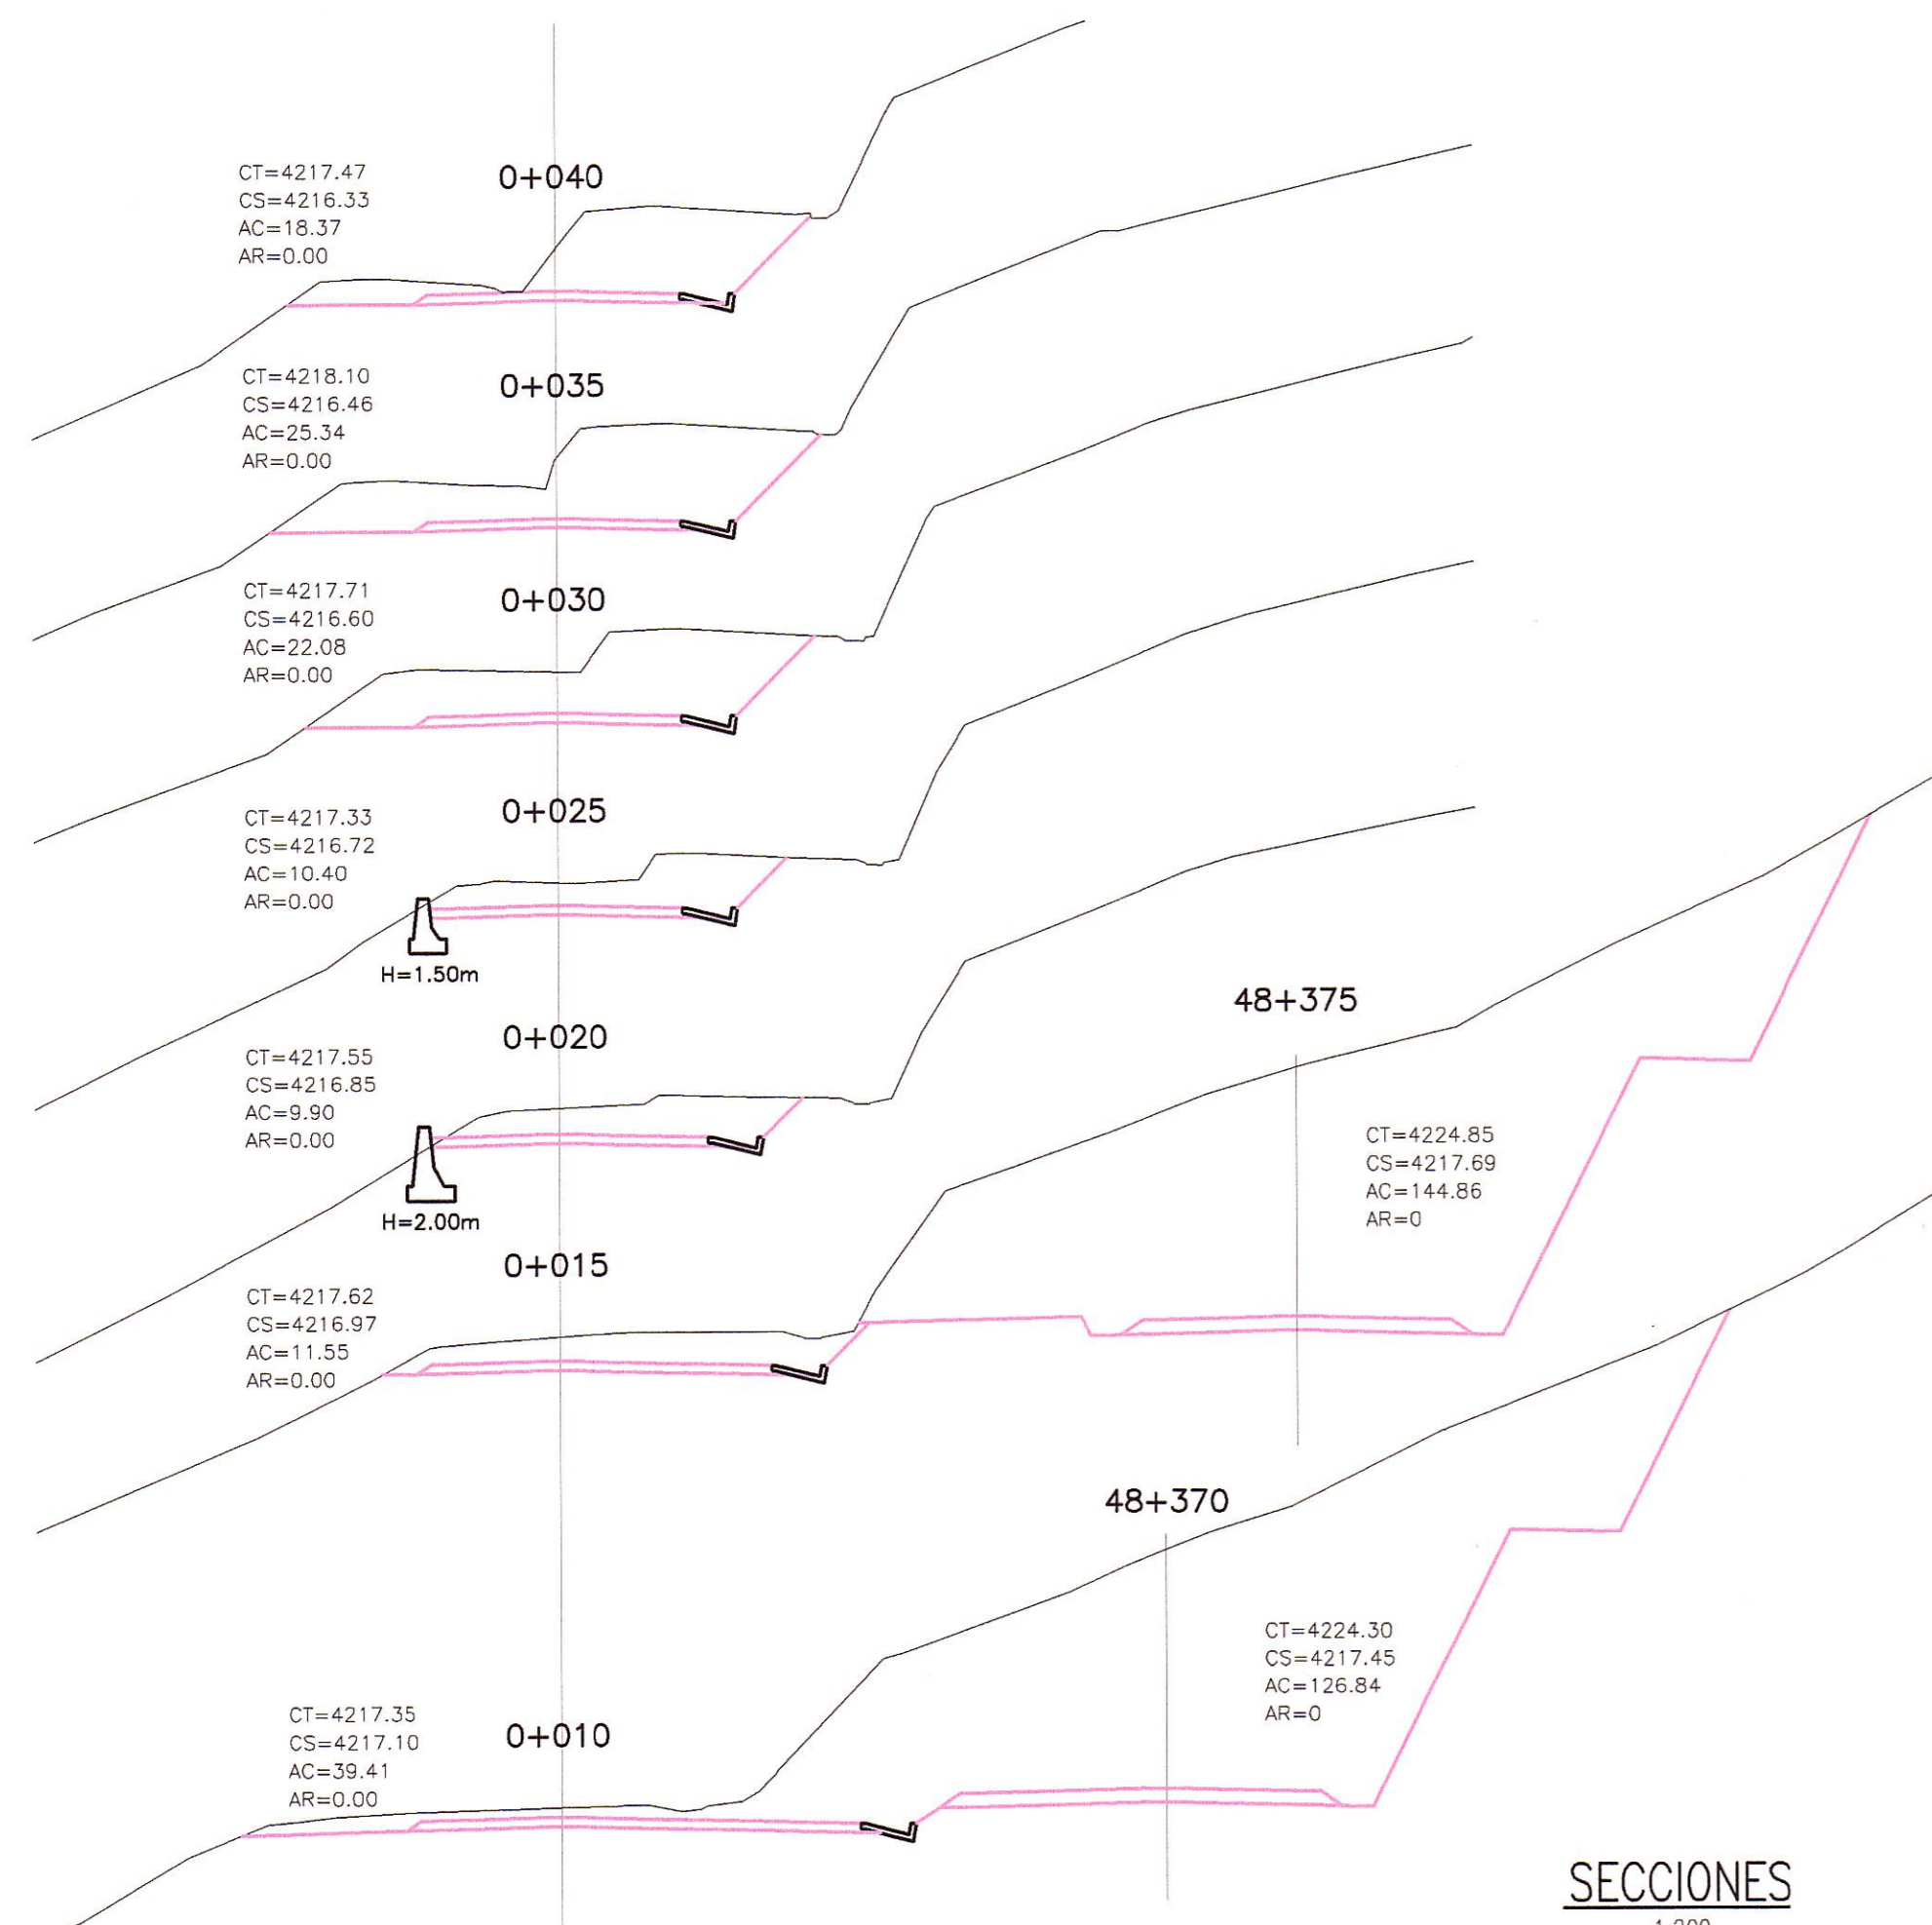 CT=4217.47
CS=4216.33
AC=18.37
AR=0.00
0+040
CT=4218.10
CS=4216.46
AC=25.34
AR=0.00
0+035
CT=4217.71
CS=4216.60
AC=22.08
AR=0.00
0+030
CT=4217.33
CS=4216.72
AC=10.40
AR=0.00
0+025
H=1.50m
CT=4217.55
CS=4216.85
AC=9.90
AR=0.00
0+020
H=2.00m
48+375
CT=4224.85
CS=4217.69
AC=144.86
AR=0
CT=4217.62
CS=4216.97
AC=11.55
AR=0.00
0+015
48+370
CT=4224.30
CS=4217.45
AC=126.84
AR=0
CT=4217.35
CS=4217.10
AC=39.41
AR=0.00
0+010
SECCIONES